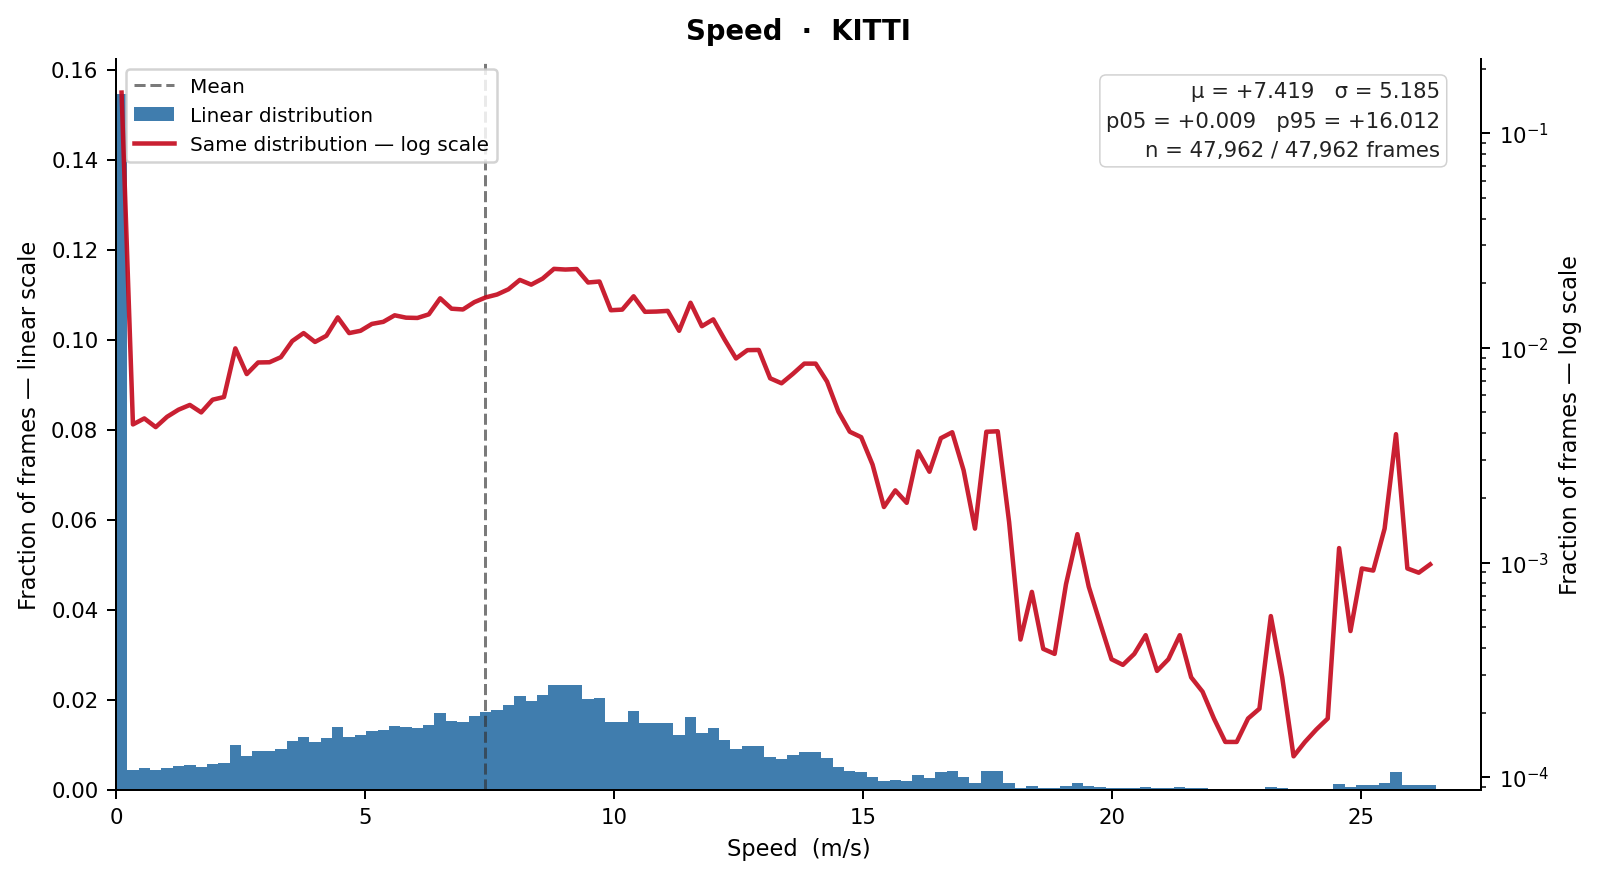 Speed · KITTI
Mean
Linear distribution
Same distribution — log scale
μ = +7.419 σ = 5.185
p05 = +0.009 p95 = +16.012
n = 47,962 / 47,962 frames
Fraction of frames — linear scale
0.16
0.14
0.12
0.10
0.08
0.06
0.04
0.02
0.00
10⁻¹
10⁻²
10⁻³
10⁻⁴
Fraction of frames — log scale
0 5 10 15 20 25
Speed (m/s)